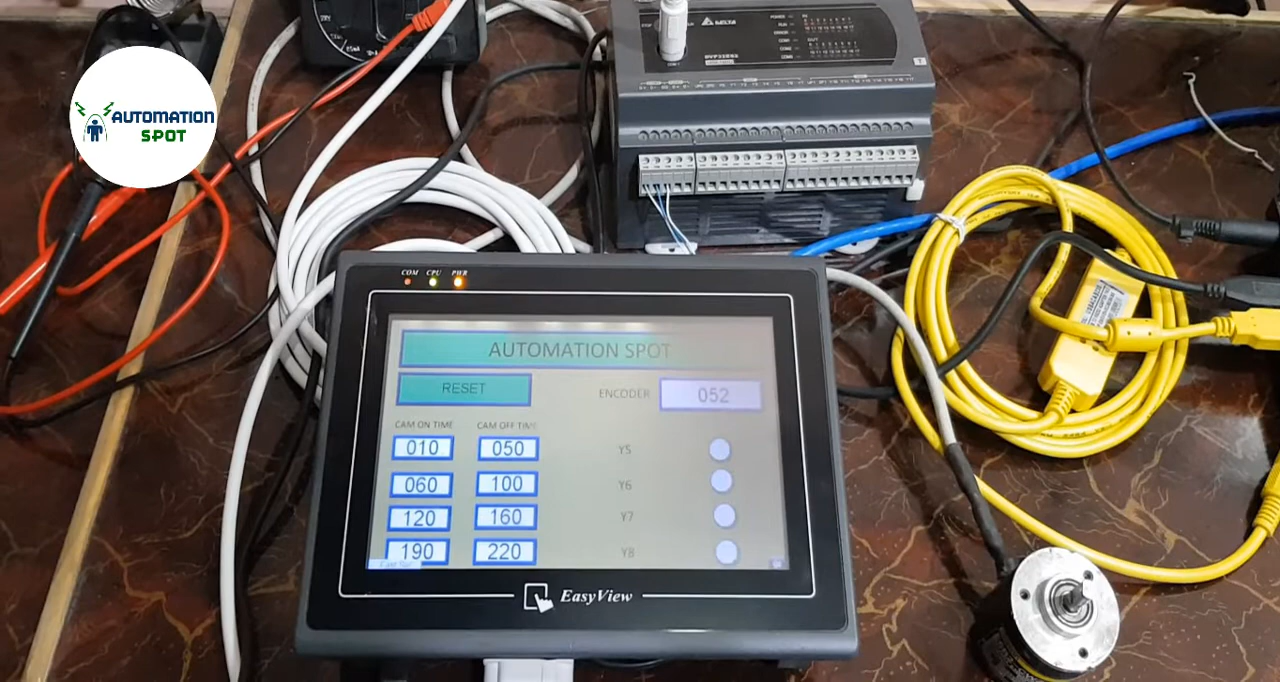 AUTOMATION
SPOT
DELTA
COM CPU PWR
AUTOMATION SPOT
RESET
ENCODER 052
CAM ON TIME CAM OFF TIME
010 050 Y5
060 100 Y6
120 160 Y7
190 220 Y8
EasyView